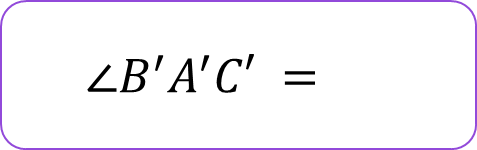 ∠B′A′C′ =